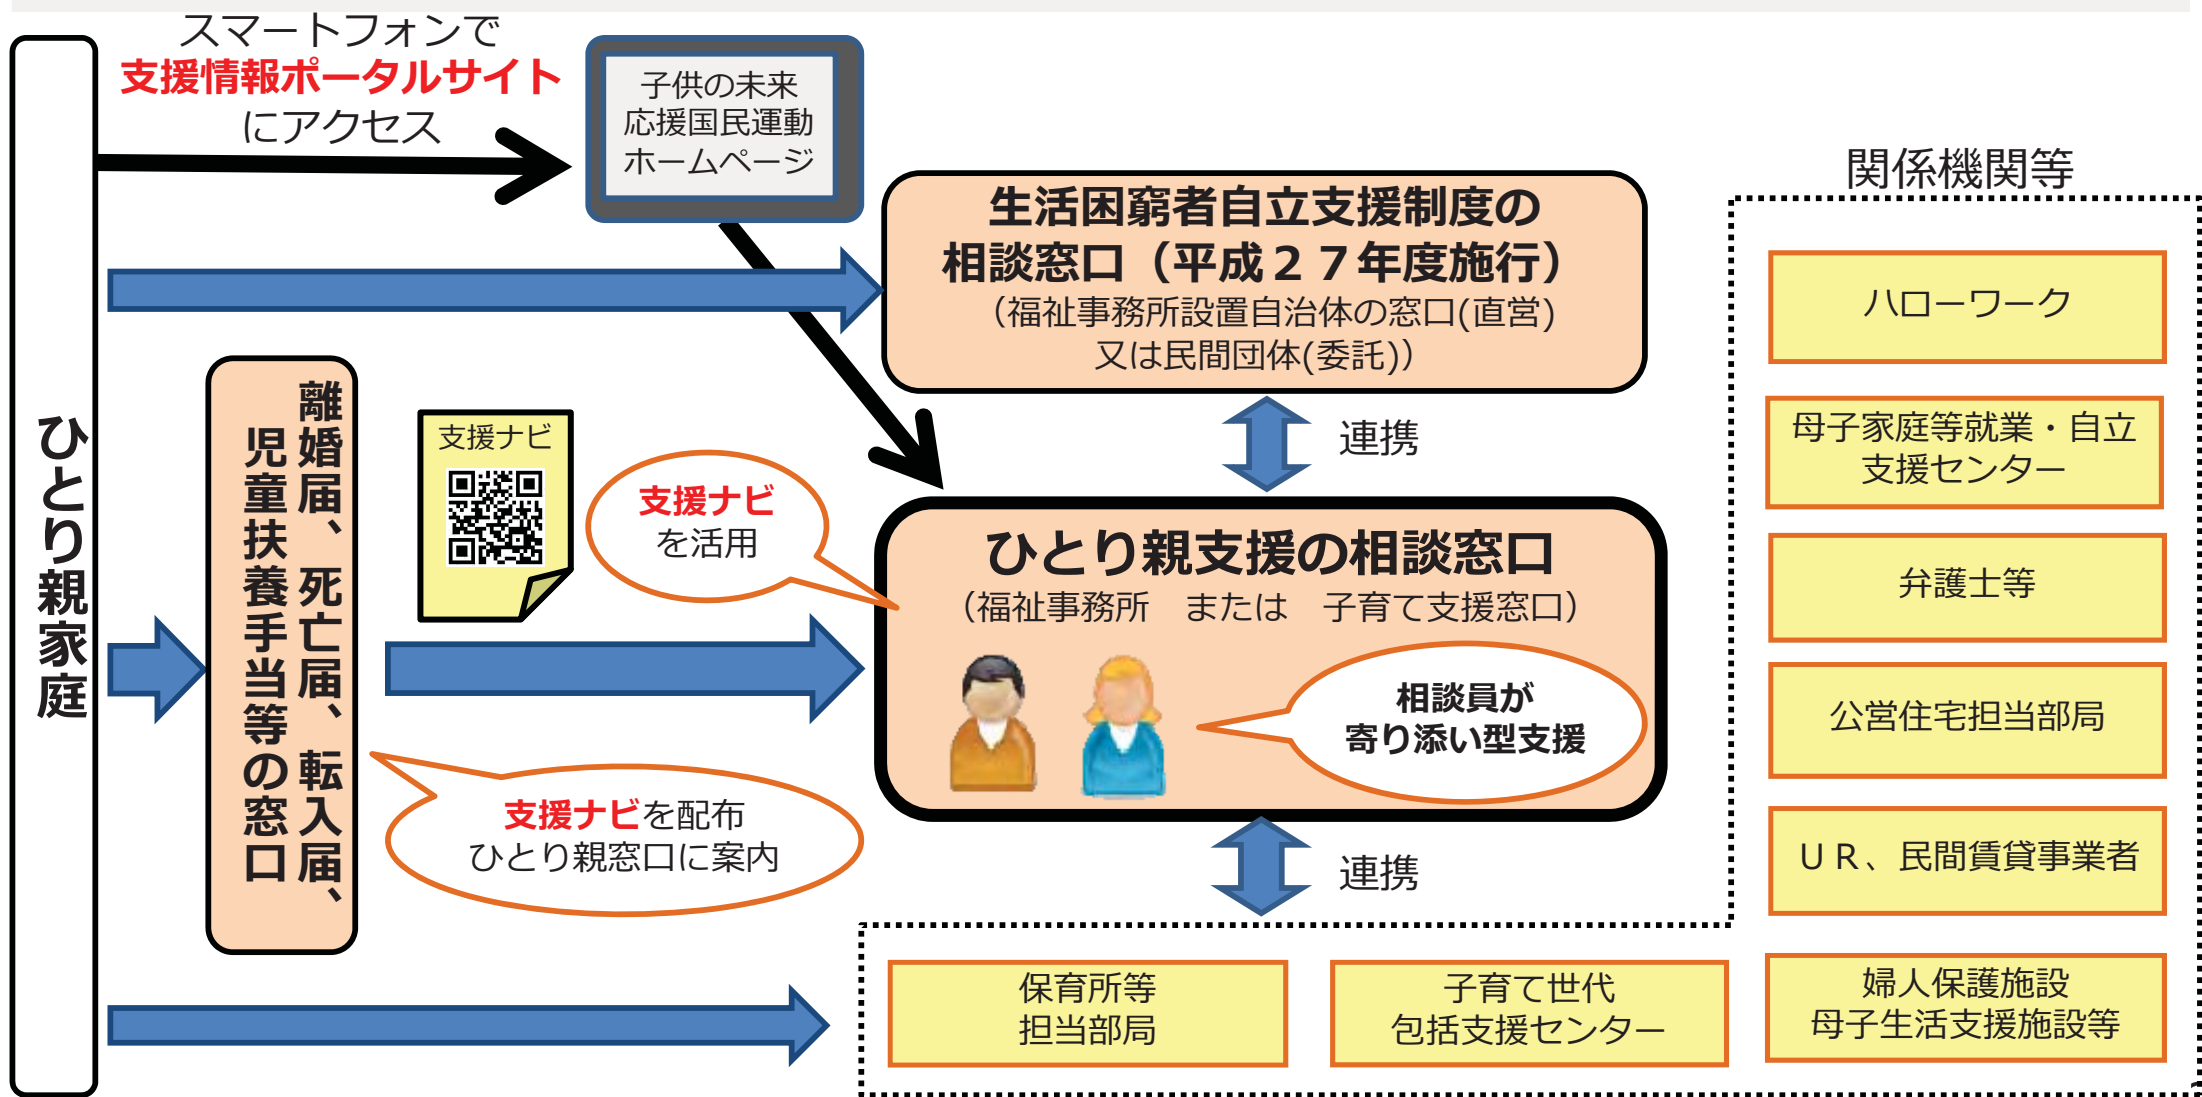 スマートフォンで
支援情報ポータルサイト
にアクセス
子供の未来
応援国民運動
ホームページ
生活困窮者自立支援制度の
相談窓口（平成２７年度施行）
（福祉事務所設置自治体の窓口(直営)
又は民間団体(委託)）
関係機関等
ハローワーク
母子家庭等就業・自立
支援センター
弁護士等
公営住宅担当部局
ＵＲ、民間賃貸事業者
婦人保護施設
母子生活支援施設等
ひとり親家庭
離婚届、死亡届、転入届、
児童扶養手当等の窓口
支援ナビ
支援ナビ
を活用
連携
ひとり親支援の相談窓口
（福祉事務所　または　子育て支援窓口）
相談員が
寄り添い型支援
支援ナビを配布
ひとり親窓口に案内
連携
保育所等
担当部局
子育て世代
包括支援センター